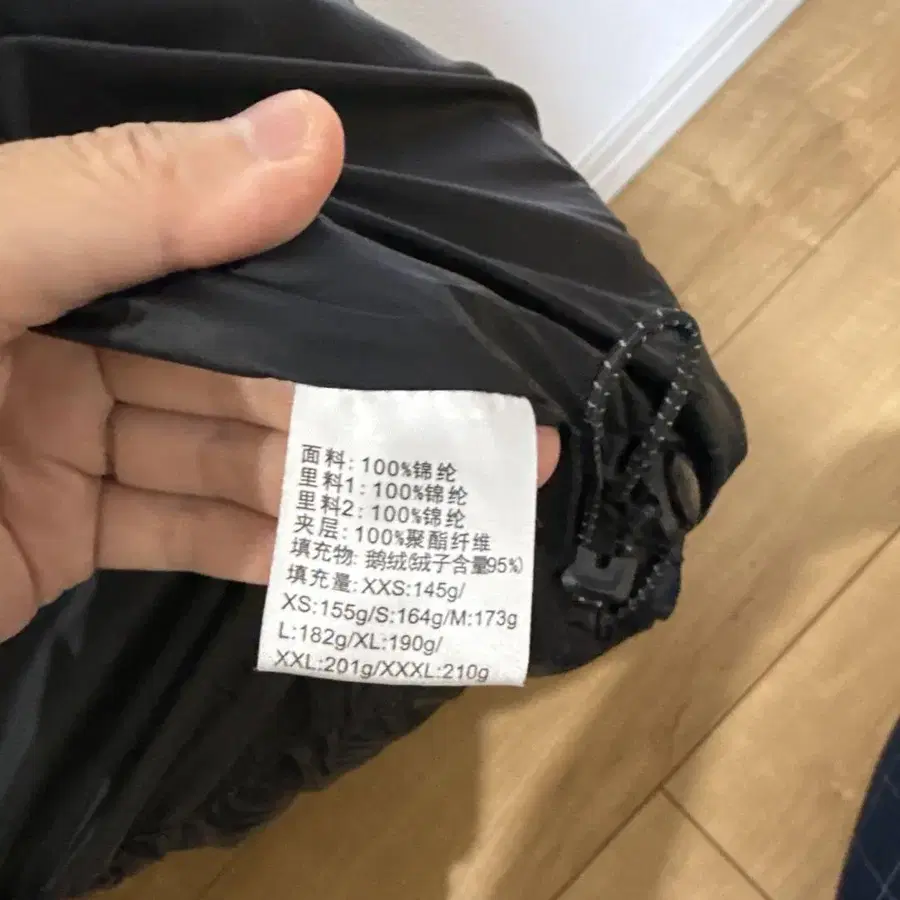 面料: 100%锦纶
里料1: 100%锦纶
里料2: 100%锦纶
夹层: 100%聚酯纤维
填充物: 鹅绒(绒子含量95%)
填充量: XXS:145g/
XS:155g/S:164g/M:173g
L:182g/XL:190g/
XXL:201g/XXXL:210g